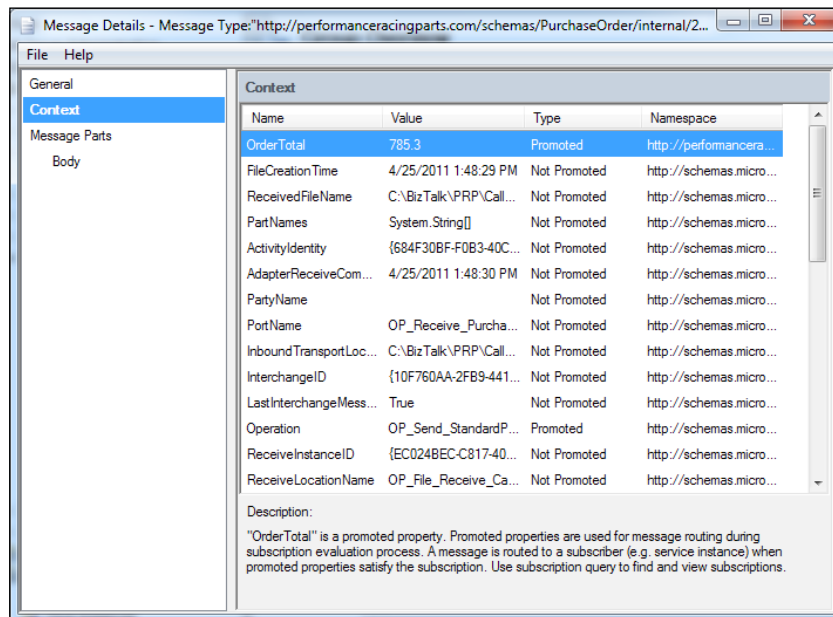 Message Details - Message Type:"http://performanceracingparts.com/schemas/PurchaseOrder/internal/2...
File Help
General
Context
Message Parts
Body
Context
Name Value Type Namespace
OrderTotal 785.3 Promoted http://performancera...
FileCreationTime 4/25/2011 1:48:29 PM Not Promoted http://schemas.micro...
ReceivedFileName C:\BizTalk\PRP\Call... Not Promoted http://schemas.micro...
PartNames System.String[] Not Promoted http://schemas.micro...
ActivityIdentity {684F30BF-F0B3-40C... Not Promoted http://schemas.micro...
AdapterReceiveCom... 4/25/2011 1:48:30 PM Not Promoted http://schemas.micro...
PartyName Not Promoted http://schemas.micro...
PortName OP_Receive_Purcha... Not Promoted http://schemas.micro...
InboundTransportLoc... C:\BizTalk\PRP\Call... Not Promoted http://schemas.micro...
InterchangeID {10F760AA-2FB9-441... Not Promoted http://schemas.micro...
LastInterchangeMess... True Not Promoted http://schemas.micro...
Operation OP_Send_StandardP... Promoted http://schemas.micro...
ReceiveInstanceID {EC024BEC-C817-40... Not Promoted http://schemas.micro...
ReceiveLocationName OP_File_Receive_Ca... Not Promoted http://schemas.micro...
Description:
"OrderTotal" is a promoted property. Promoted properties are used for message routing during
subscription evaluation process. A message is routed to a subscriber (e.g. service instance) when
promoted properties satisfy the subscription. Use subscription query to find and view subscriptions.